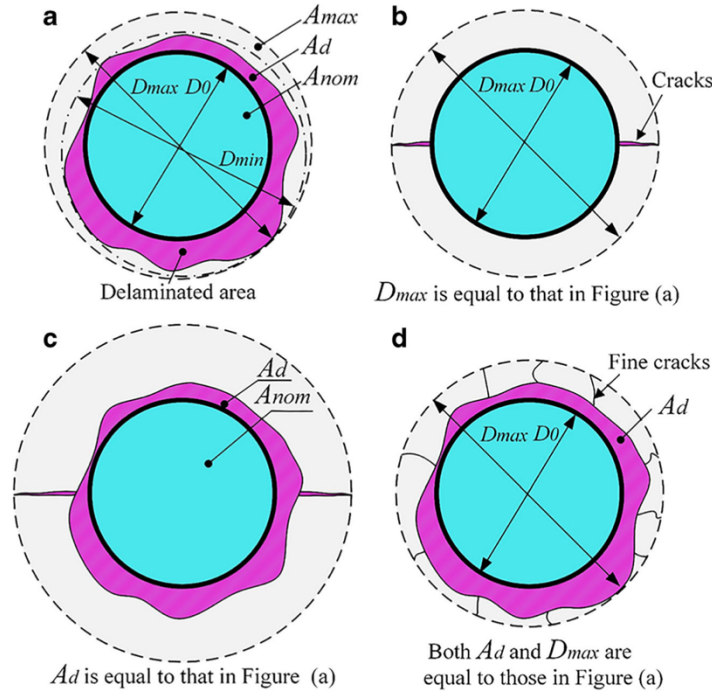 a
Amax
Ad
Anom
Dmax D0
Dmin
Delaminated area
b
Dmax D0
Cracks
Dmax is equal to that in Figure (a)
c
Ad
Anom
Ad is equal to that in Figure (a)
d
Fine cracks
Ad
Dmax D0
Both Ad and Dmax are
equal to those in Figure (a)